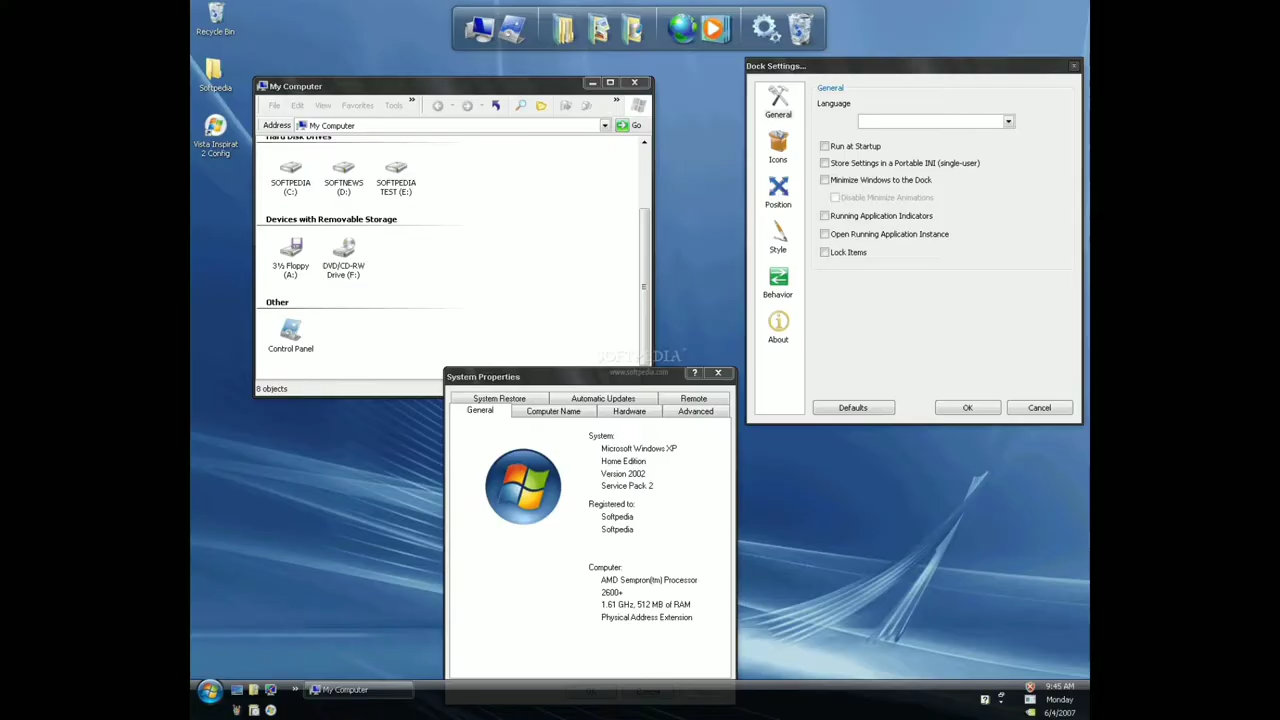 Recycle Bin
Softpedia
Vista Inspirat
2 Config
My Computer
File Edit View Favorites Tools »
Address My Computer Go
Hard Disk Drives
SOFTPEDIA
(C:)
SOFTNEWS
(D:)
SOFTPEDIA
TEST (E:)
Devices with Removable Storage
3½ Floppy
(A:)
DVD/CD-RW
Drive (F:)
Other
Control Panel
8 objects
SOFTPEDIA
www.softpedia.com
Dock Settings...
General
Icons
Position
Style
Behavior
About
General
Language
Run at Startup
Store Settings in a Portable INI (single-user)
Minimize Windows to the Dock
Disable Minimize Animations
Running Application Indicators
Open Running Application Instance
Lock Items
Defaults OK Cancel
System Properties
System Restore Automatic Updates Remote
General Computer Name Hardware Advanced
System:
Microsoft Windows XP
Home Edition
Version 2002
Service Pack 2
Registered to:
Softpedia
Softpedia
Computer:
AMD Sempron(tm) Processor
2600+
1.61 GHz, 512 MB of RAM
Physical Address Extension
My Computer
9:45 AM
Monday
6/4/2007